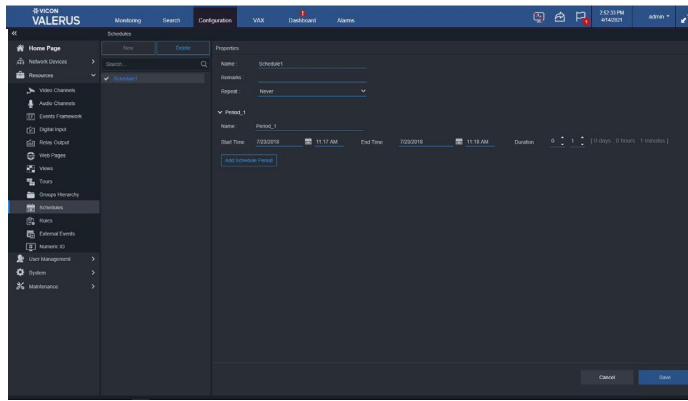 VICON
VALERUS
Monitoring Search Configuration VAX Dashboard Alarms
2:52:33 PM
4/14/2021
admin
Schedules
Home Page
Network Devices
Resources
Video Channels
Audio Channels
Events Framework
Digital Input
Relay Output
Web Pages
Views
Tours
Groups Hierarchy
Schedules
Rules
External Events
Numeric ID
User Management
System
Maintenance
New Delete
Search...
Schedule1
Properties
Name : Schedule1
Remarks :
Repeat : Never
Period_1
Name : Period_1
Start Time 7/23/2018 11:17 AM End Time 7/23/2018 11:18 AM Duration 0 1 [ 0 days : 0 hours : 1 minutes ]
Add Schedule Period
Cancel Save